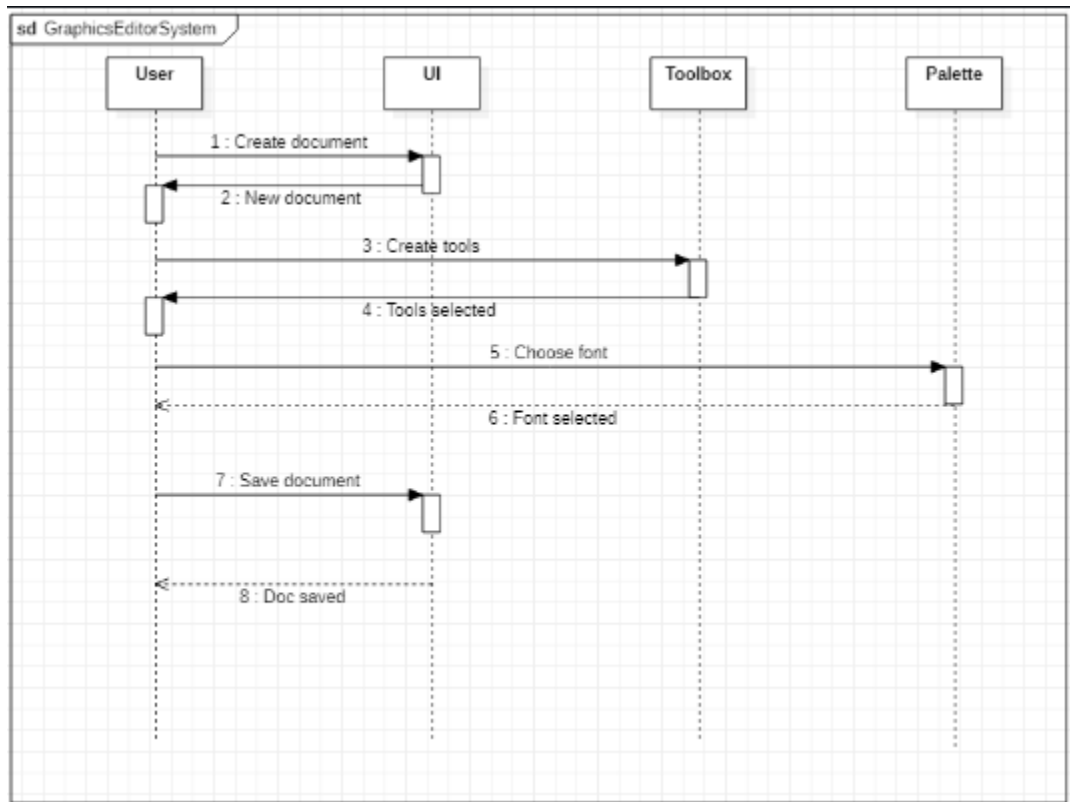 sd GraphicsEditorSystem
User
UI
Toolbox
Palette
1 : Create document
2 : New document
3 : Create tools
4 : Tools selected
5 : Choose font
6 : Font selected
7 : Save document
8 : Doc saved